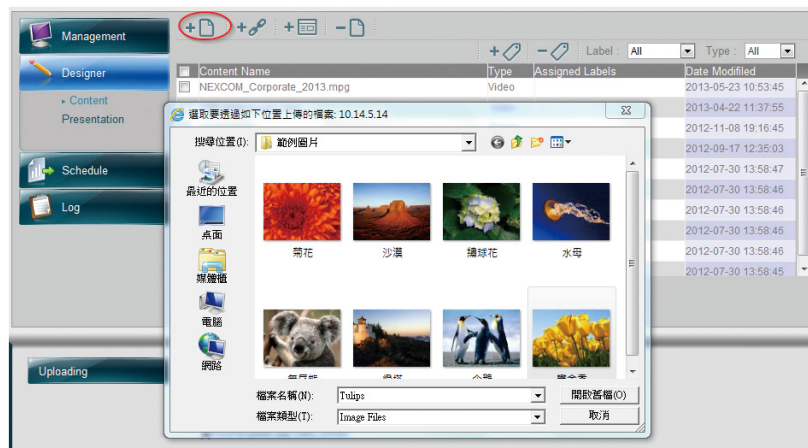 Management
Label : All Type : All
Designer
Content Name Type Assigned Labels Date Modified
NEXCOM_Corporate_2013.mpg Video 2013-05-23 10:53:45
Content
Presentation
2013-04-22 11:37:55
選取要透過如下位置上傳的檔案: 10.14.5.14
2012-11-08 19:16:45
搜尋位置(I): 範例圖片
2012-09-17 12:35:03
Schedule
2012-07-30 13:58:47
最近的位置
2012-07-30 13:58:46
Log
2012-07-30 13:58:46
桌面
2012-07-30 13:58:46
菊花 沙漠 繡球花 水母
2012-07-30 13:58:46
媒體櫃
2012-07-30 13:58:45
電腦
網路
Uploading
檔案名稱(N): Tulips 開啟舊檔(O)
檔案類型(T): Image Files 取消